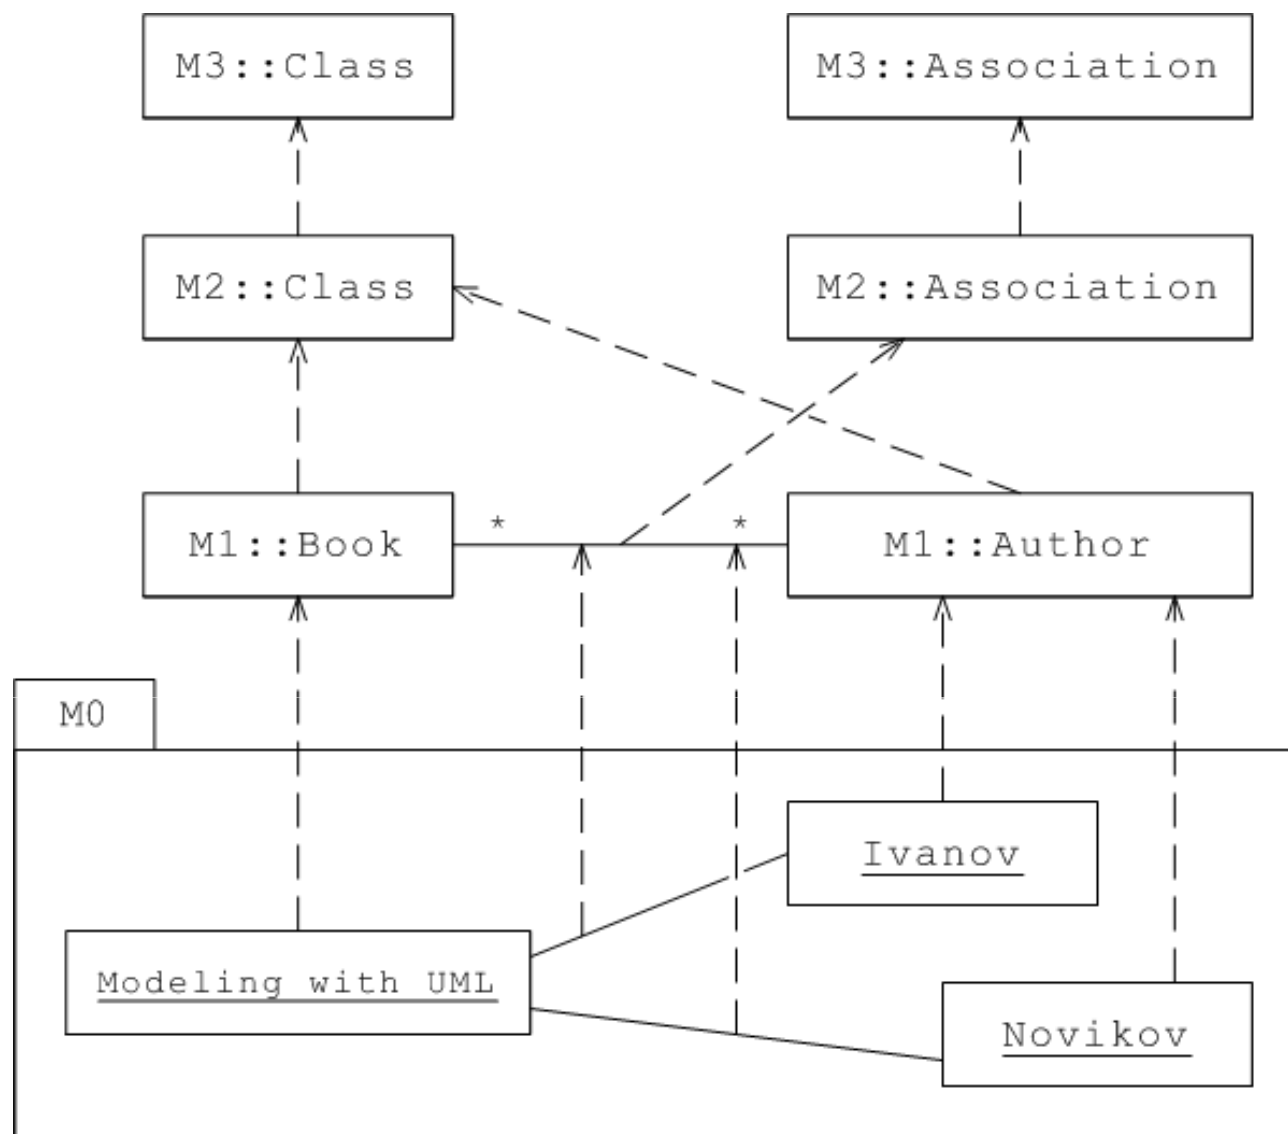 M3::Class
M3::Association
M2::Class
M2::Association
M1::Book
*
*
M1::Author
M0
Ivanov
Modeling with UML
Novikov